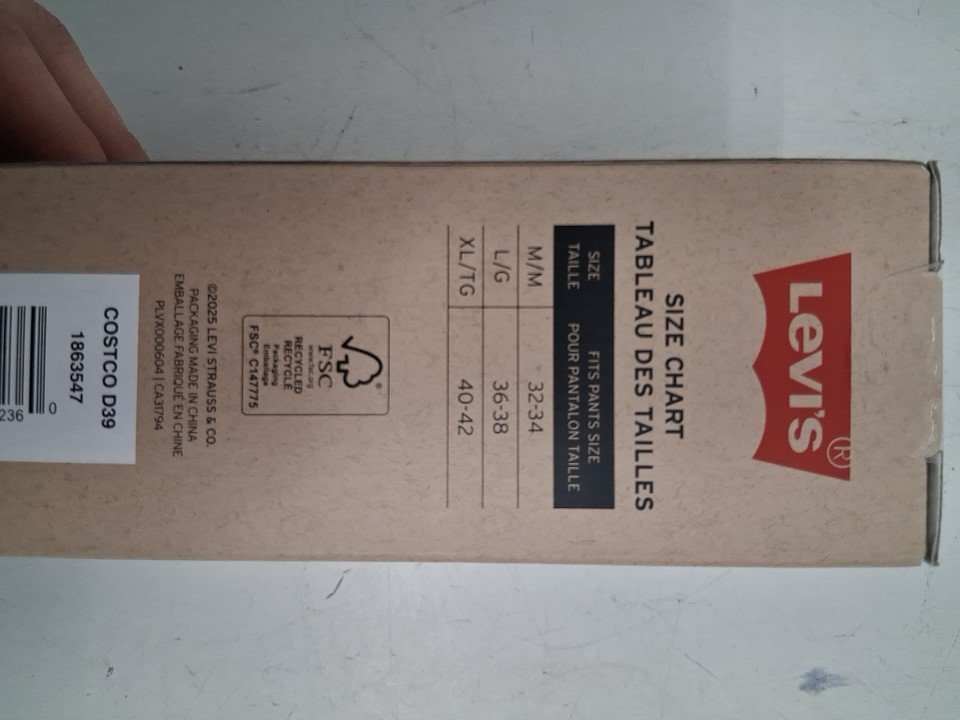 LEVI'S®
SIZE CHART
TABLEAU DES TAILLES
SIZE FITS PANTS SIZE
TAILLE POUR PANTALON TAILLE
M/M 32-34
L/G 36-38
XL/TG 40-42
®
FSC
www.fsc.org
RECYCLED
RECYCLÉ
Packaging
Emballage
FSC® C147775
©2025 LEVI STRAUSS & CO.
PACKAGING MADE IN CHINA
EMBALLAGE FABRIQUÉ EN CHINE
PLVX000604 | CA31794
COSTCO D39
1863547
0
236